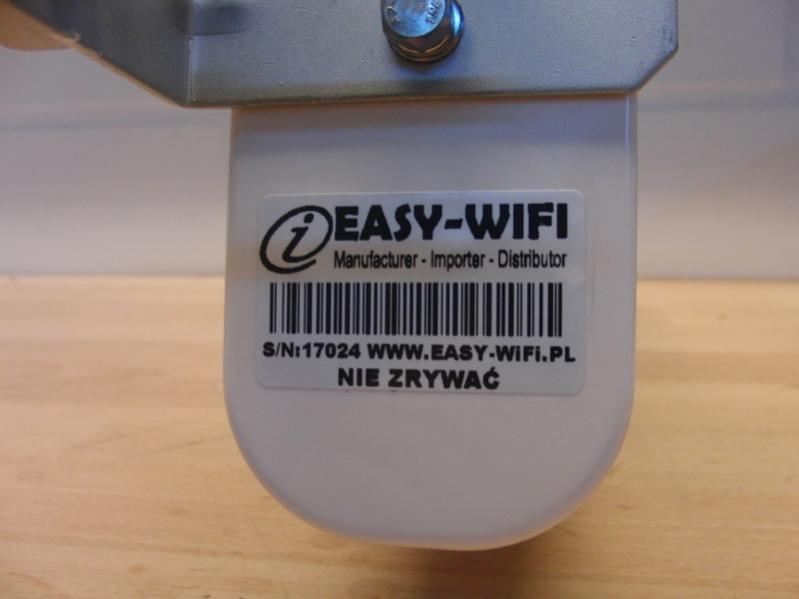 i EASY-WIFI
Manufacturer - Importer - Distributor
S/N:17024 WWW.EASY-WiFi.PL
NIE ZRYWAĆ